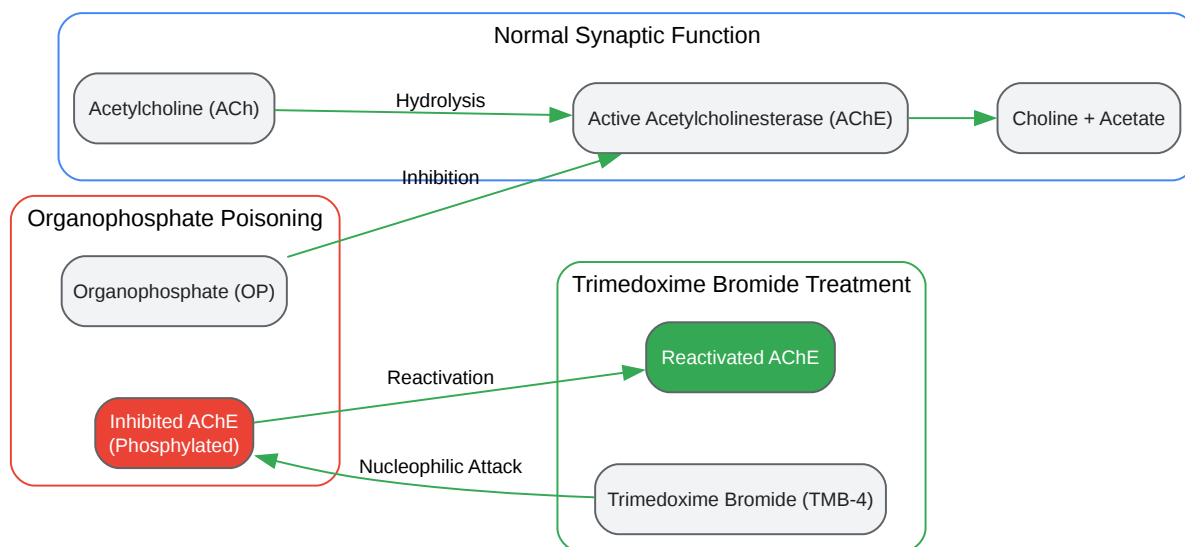 Normal Synaptic Function
Acetylcholine (ACh)
Hydrolysis
Active Acetylcholinesterase (AChE)
Choline + Acetate
Inhibition
Organophosphate Poisoning
Organophosphate (OP)
Trimedoxime Bromide Treatment
Reactivated AChE
Reactivation
Inhibited AChE
(Phosphylated)
Nucleophilic Attack
Trimedoxime Bromide (TMB-4)